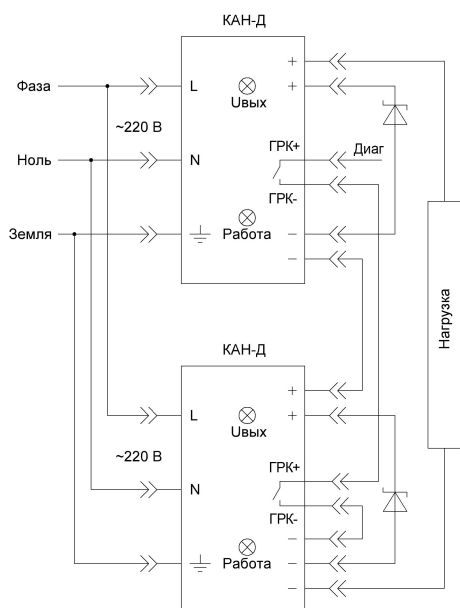 КАН-Д
+
Фаза
L
+
Uвых
~220 В
ГРК+
Диаг
Ноль
N
ГРК-
Земля
Работа
−
−
Нагрузка
КАН-Д
+
L
+
Uвых
~220 В
ГРК+
N
ГРК-
−
Работа
−
−